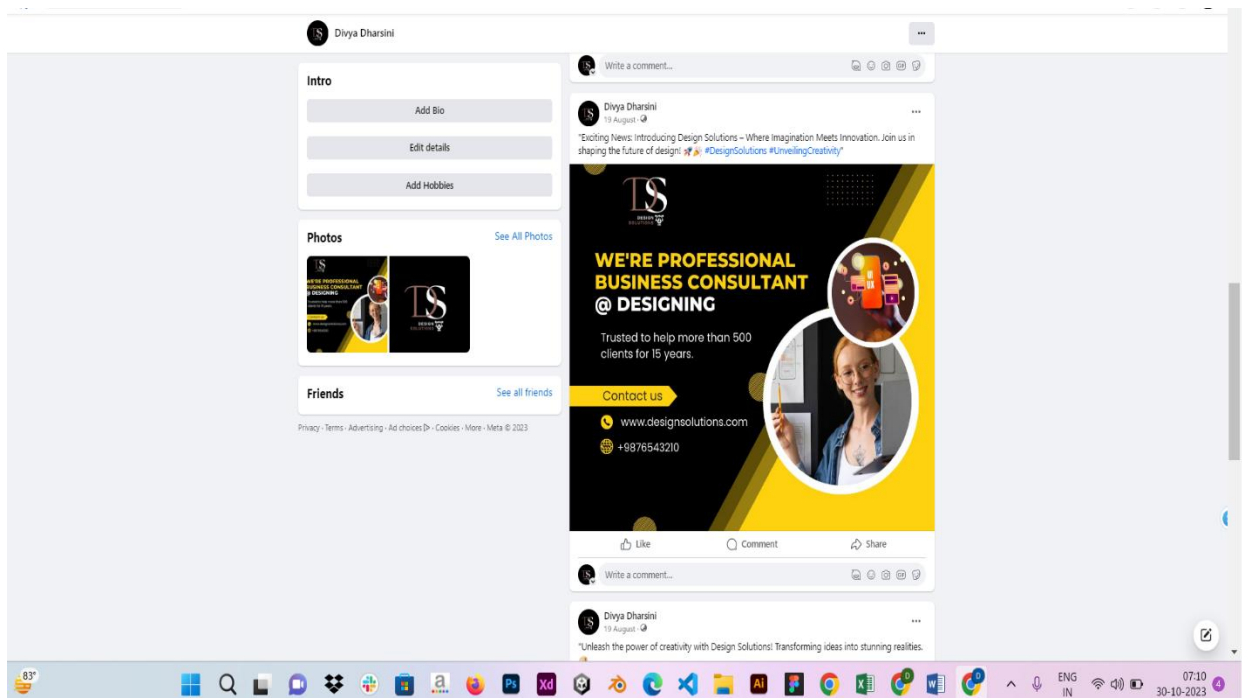 Divya Dharsini
Intro
Add Bio
Edit details
Add Hobbies
Photos
See All Photos
Friends
See all friends
Privacy · Terms · Advertising · Ad choices · Cookies · More · Meta © 2023
Write a comment...
Divya Dharsini
19 August ·
"Exciting News: Introducing Design Solutions – Where Imagination Meets Innovation. Join us in
shaping the future of design! 🚀🎉 #DesignSolutions #UnveilingCreativity"
DS
DESIGN
SOLUTIONS
WE'RE PROFESSIONAL
BUSINESS CONSULTANT
@ DESIGNING
UI
UX
Trusted to help more than 500
clients for 15 years.
Contact us
www.designsolutions.com
+9876543210
Like
Comment
Share
Write a comment...
Divya Dharsini
19 August ·
"Unleash the power of creativity with Design Solutions! Transforming ideas into stunning realities.
83°
ENG
IN
07:10
30-10-2023
4